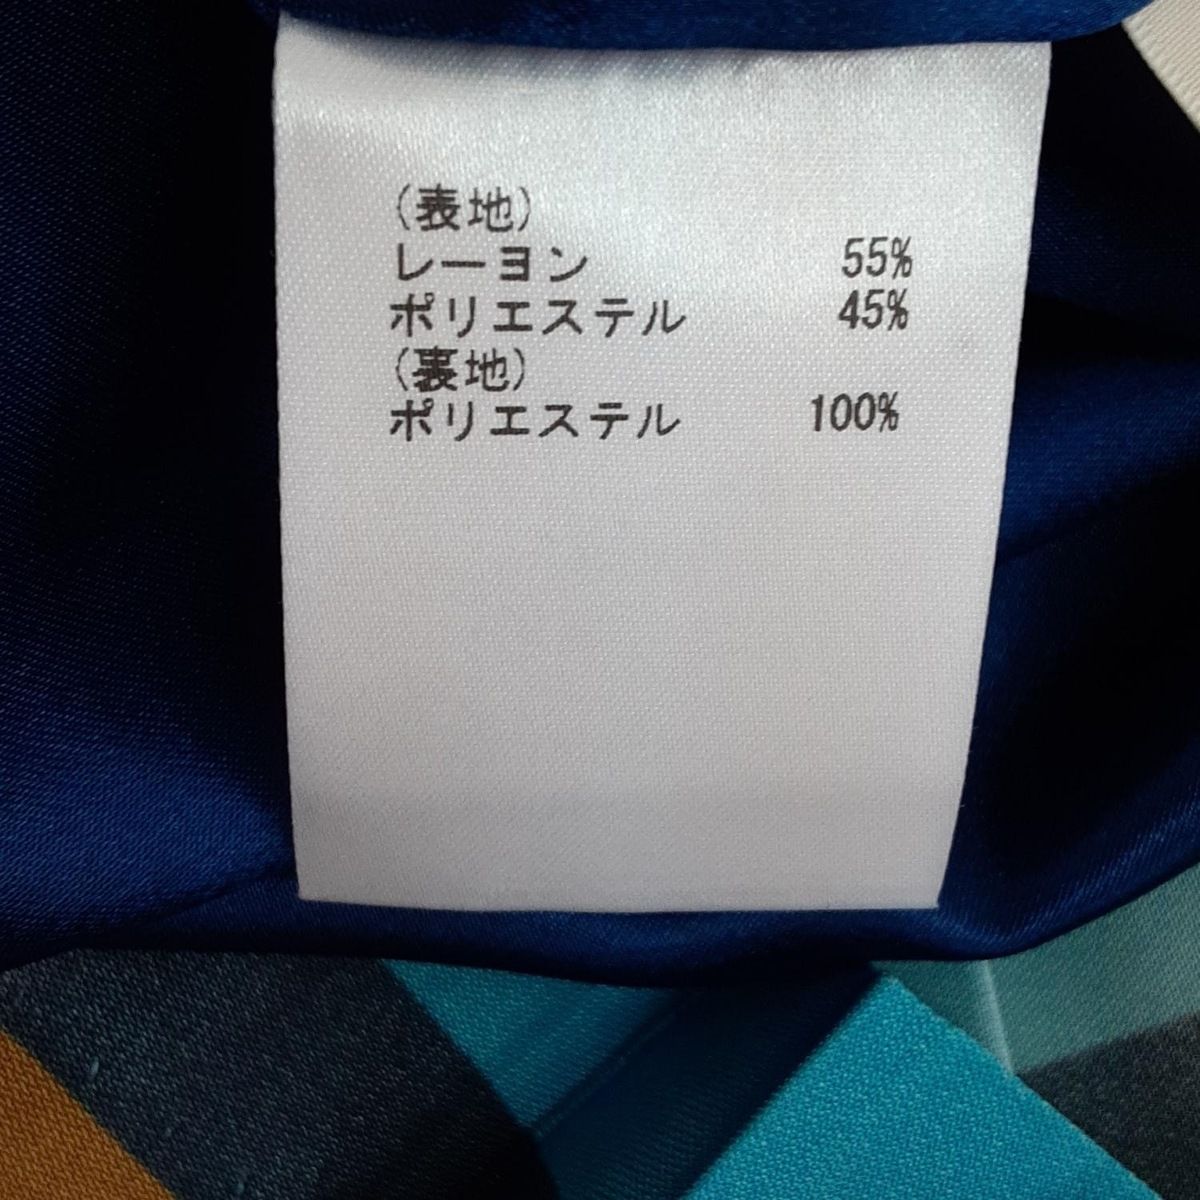 (表地)
レーヨン 55%
ポリエステル 45%
(裏地)
ポリエステル 100%